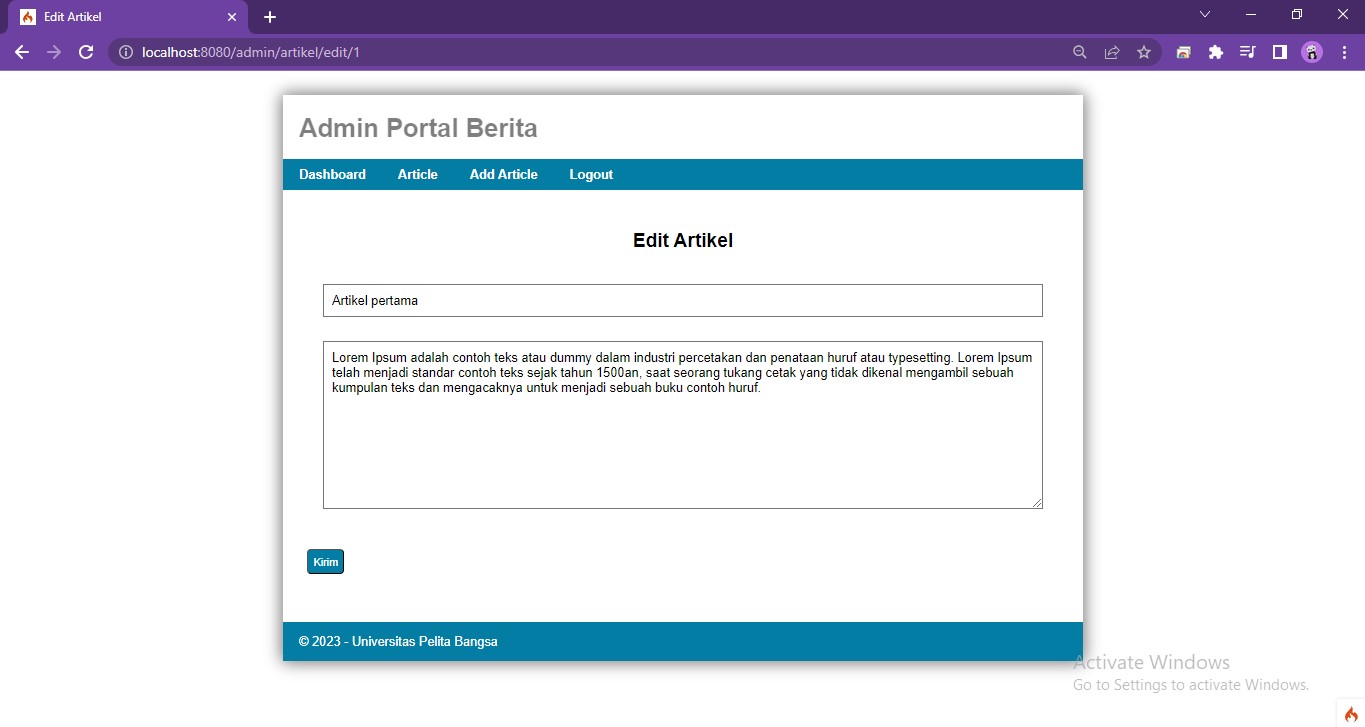 Edit Artikel
localhost:8080/admin/artikel/edit/1
Admin Portal Berita
Dashboard Article Add Article Logout
Edit Artikel
Artikel pertama
Lorem Ipsum adalah contoh teks atau dummy dalam industri percetakan dan penataan huruf atau typesetting. Lorem Ipsum
telah menjadi standar contoh teks sejak tahun 1500an, saat seorang tukang cetak yang tidak dikenal mengambil sebuah
kumpulan teks dan mengacaknya untuk menjadi sebuah buku contoh huruf.
Kirim
© 2023 - Universitas Pelita Bangsa
Activate Windows
Go to Settings to activate Windows.